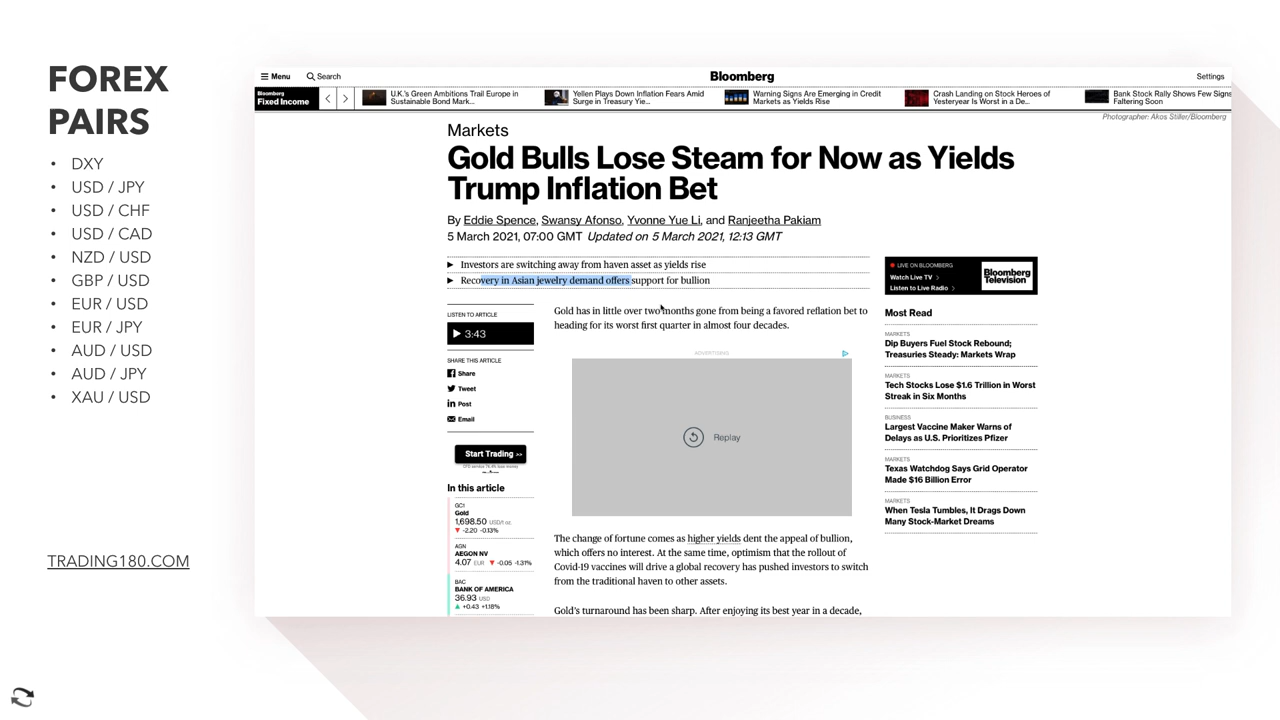 FOREX
PAIRS
• DXY
• USD / JPY
• USD / CHF
• USD / CAD
• NZD / USD
• GBP / USD
• EUR / USD
• EUR / JPY
• AUD / USD
• AUD / JPY
• XAU / USD
TRADING180.COM
Menu
Search
Bloomberg
Settings
Bloomberg
Fixed Income
U.K.'s Green Ambitions Trail Europe in
Sustainable Bond Mark...
Yellen Plays Down Inflation Fears Amid
Surge in Treasury Yie...
Warning Signs Are Emerging in Credit
Markets as Yields Rise
Crash Landing on Stock Heroes of
Yesteryear Is Worst in a De...
Bank Stock Rally Shows Few Signs
Faltering Soon
Photographer: Akos Stiller/Bloomberg
Markets
Gold Bulls Lose Steam for Now as Yields
Trump Inflation Bet
By Eddie Spence, Swansy Afonso, Yvonne Yue Li, and Ranjeetha Pakiam
5 March 2021, 07:00 GMT Updated on 5 March 2021, 12:13 GMT
Investors are switching away from haven asset as yields rise
Recovery in Asian jewelry demand offers support for bullion
LISTEN TO ARTICLE
3:43
SHARE THIS ARTICLE
Share
Tweet
Post
Email
Start Trading >>
In this article
GC1
Gold
1,698.50 USD/t oz.
▼ -2.20 -0.13%
AGN
AEGON NV
4.07 EUR ▼ -0.05 -1.31%
BAC
BANK OF AMERICA
36.93 USD
▲ +0.43 +1.18%
Gold has in little over two months gone from being a favored reflation bet to
heading for its worst first quarter in almost four decades.
ADVERTISING
Replay
The change of fortune comes as higher yields dent the appeal of bullion,
which offers no interest. At the same time, optimism that the rollout of
Covid-19 vaccines will drive a global recovery has pushed investors to switch
from the traditional haven to other assets.
Gold's turnaround has been sharp. After enjoying its best year in a decade,
LIVE ON BLOOMBERG
Watch Live TV
Listen to Live Radio
Bloomberg
Television
Most Read
MARKETS
Dip Buyers Fuel Stock Rebound;
Treasuries Steady: Markets Wrap
MARKETS
Tech Stocks Lose $1.6 Trillion in Worst
Streak in Six Months
BUSINESS
Largest Vaccine Maker Warns of
Delays as U.S. Prioritizes Pfizer
MARKETS
Texas Watchdog Says Grid Operator
Made $16 Billion Error
MARKETS
When Tesla Tumbles, It Drags Down
Many Stock-Market Dreams